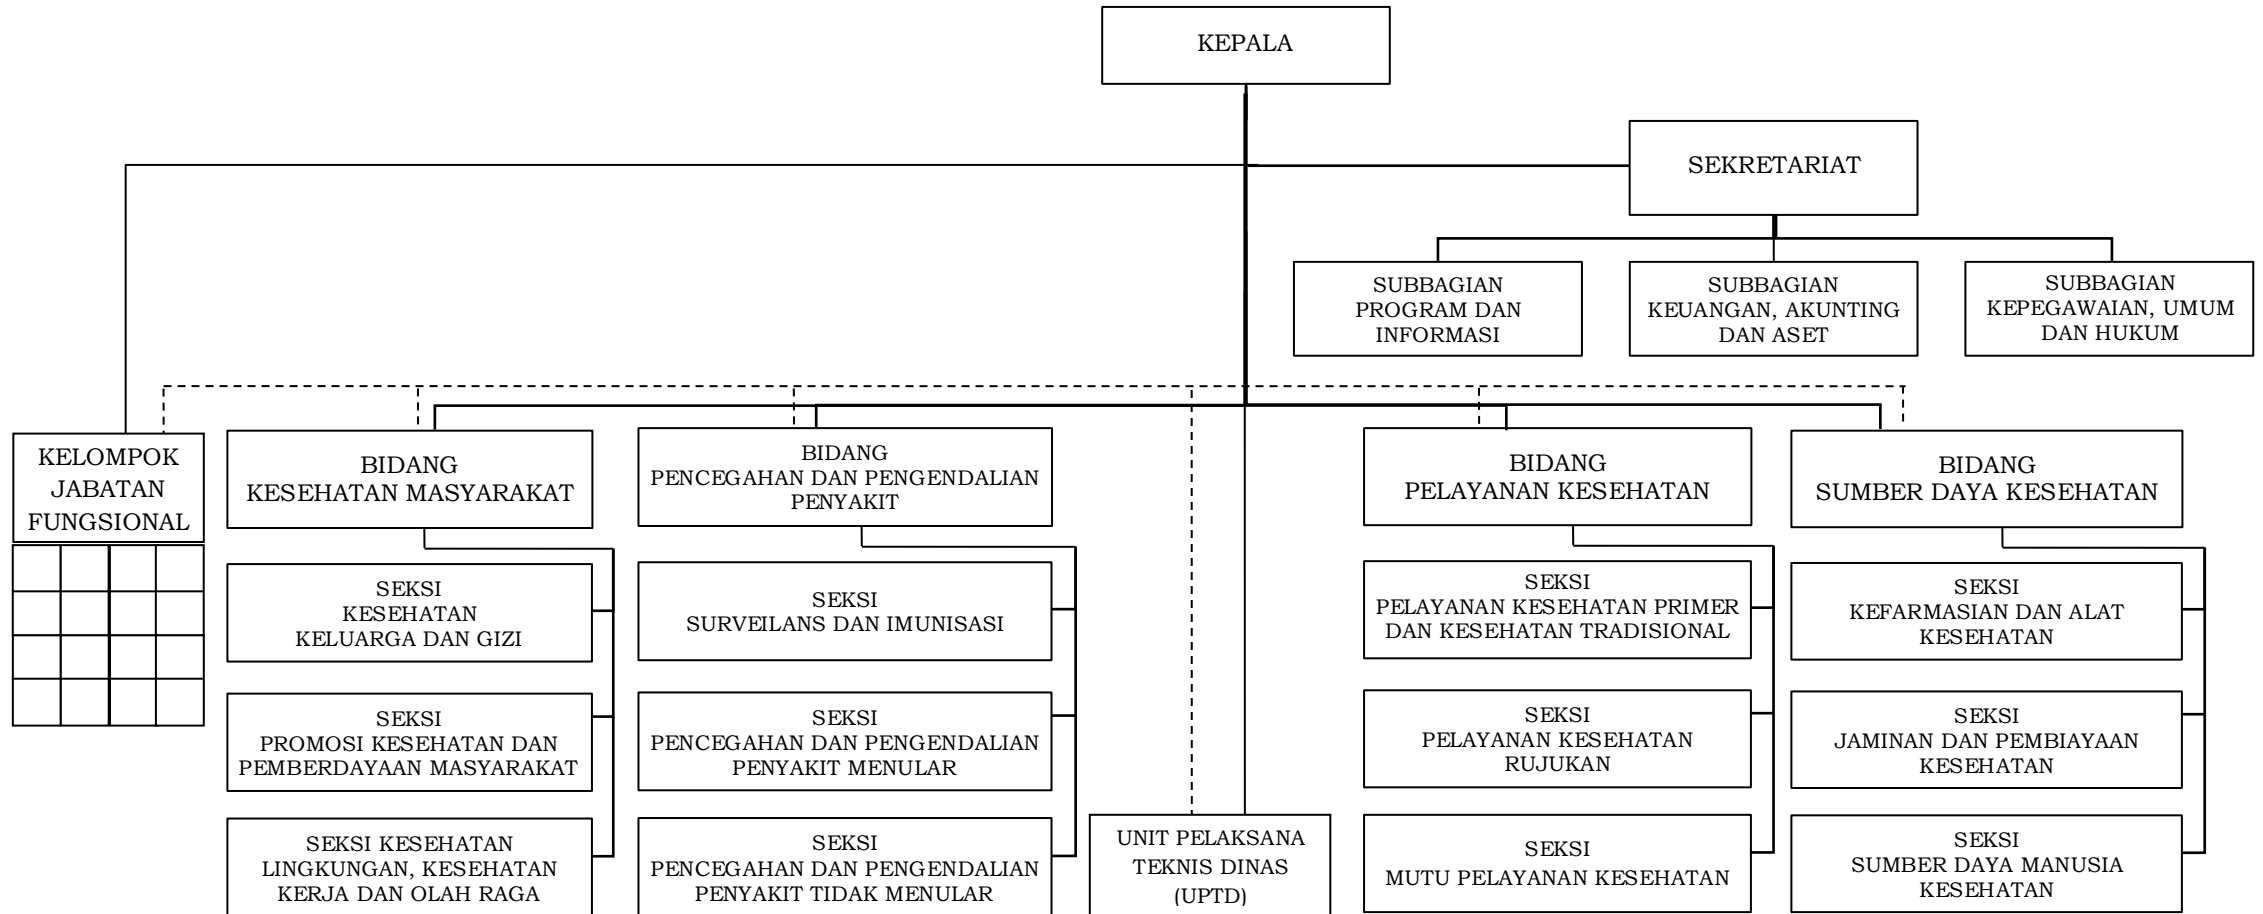 KEPALA
SEKRETARIAT
SUBBAGIAN
PROGRAM DAN
INFORMASI
SUBBAGIAN
KEUANGAN, AKUNTING
DAN ASET
SUBBAGIAN
KEPEGAWAIAN, UMUM
DAN HUKUM
KELOMPOK
JABATAN
FUNGSIONAL
BIDANG
KESEHATAN MASYARAKAT
SEKSI
KESEHATAN
KELUARGA DAN GIZI
SEKSI
PROMOSI KESEHATAN DAN
PEMBERDAYAAN MASYARAKAT
SEKSI KESEHATAN
LINGKUNGAN, KESEHATAN
KERJA DAN OLAH RAGA
BIDANG
PENCEGAHAN DAN PENGENDALIAN
PENYAKIT
SEKSI
SURVEILANS DAN IMUNISASI
SEKSI
PENCEGAHAN DAN PENGENDALIAN
PENYAKIT MENULAR
SEKSI
PENCEGAHAN DAN PENGENDALIAN
PENYAKIT TIDAK MENULAR
UNIT PELAKSANA
TEKNIS DINAS
(UPTD)
BIDANG
PELAYANAN KESEHATAN
SEKSI
PELAYANAN KESEHATAN PRIMER
DAN KESEHATAN TRADISIONAL
SEKSI
PELAYANAN KESEHATAN
RUJUKAN
SEKSI
MUTU PELAYANAN KESEHATAN
BIDANG
SUMBER DAYA KESEHATAN
SEKSI
KEFARMASIAN DAN ALAT
KESEHATAN
SEKSI
JAMINAN DAN PEMBIAYAAN
KESEHATAN
SEKSI
SUMBER DAYA MANUSIA
KESEHATAN